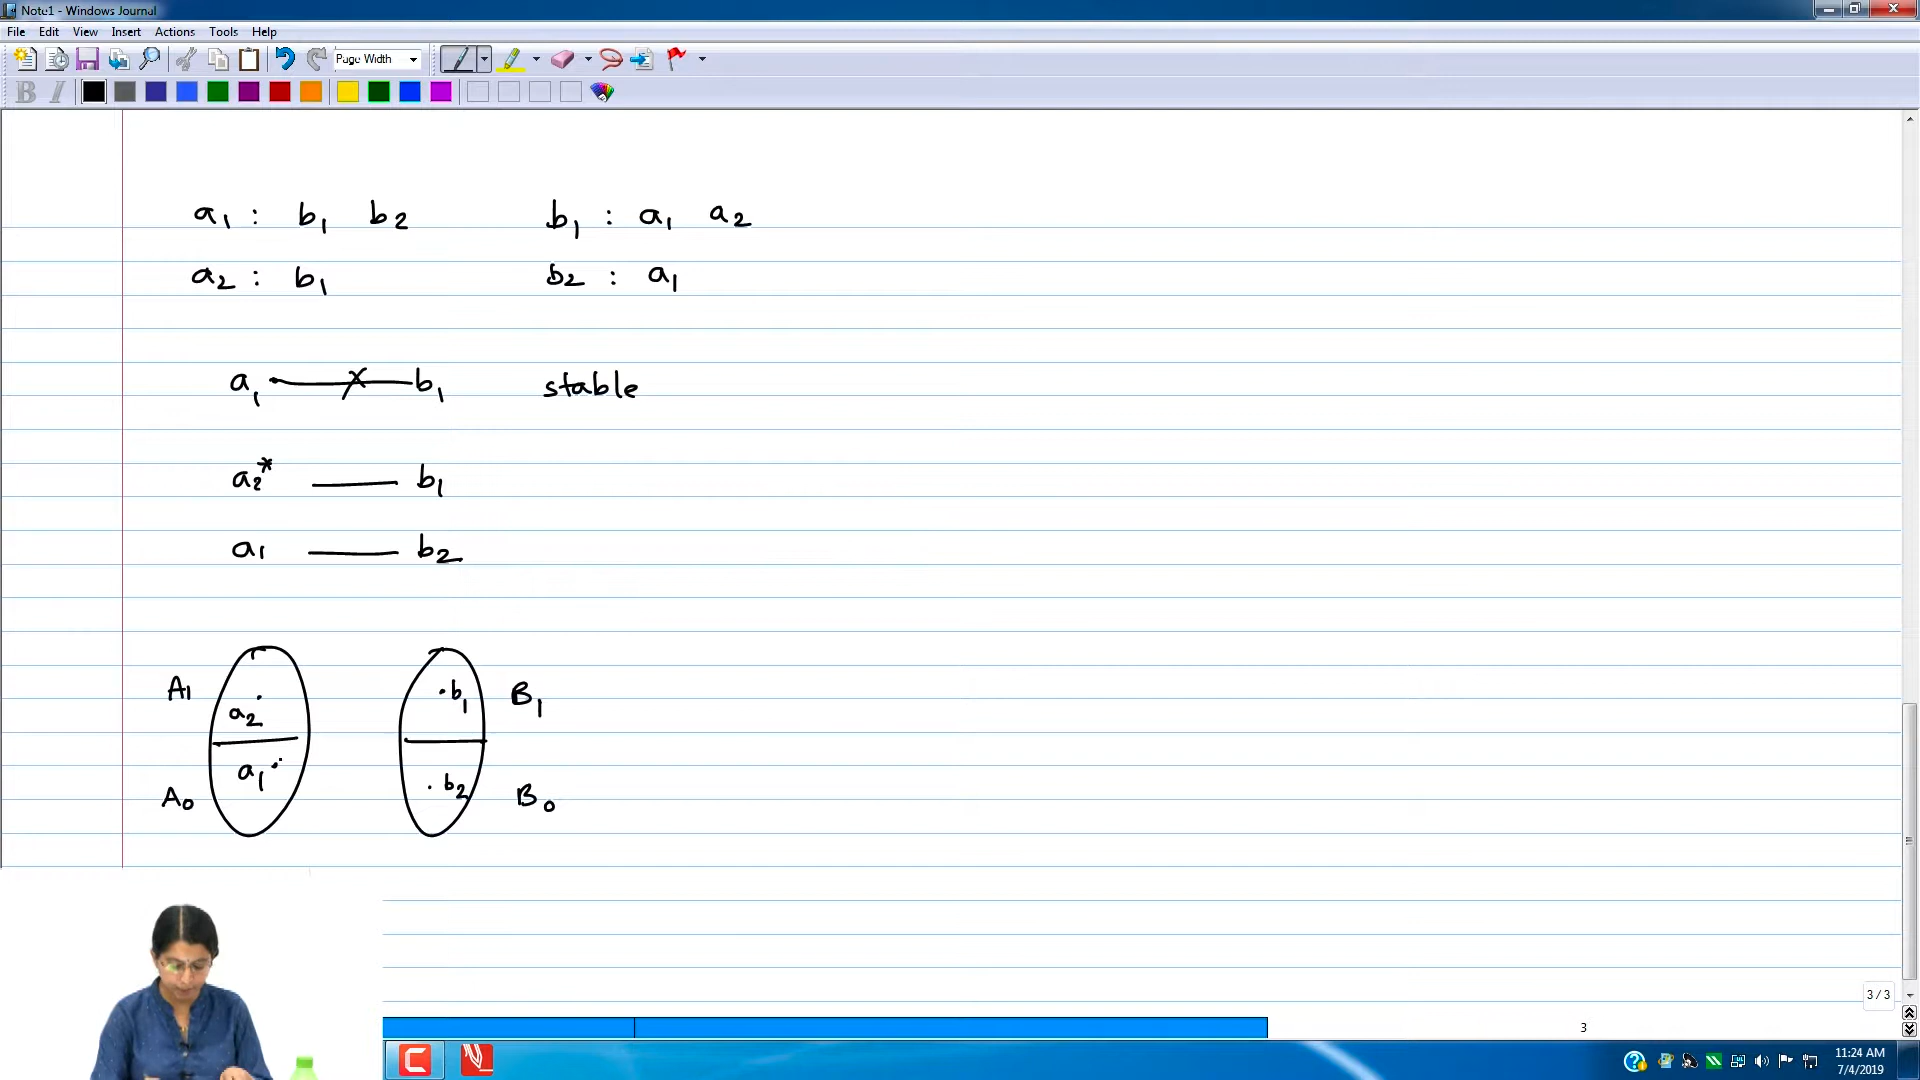 Note1 - Windows Journal
File Edit View Insert Actions Tools Help
Page Width
B I
a1 : b1 b2 b1 : a1 a2
a2 : b1 b2 : a1
a1 b1 stable
a2* b1
a1 b2
A1 a2 b1 B1
A0 a1 b2 B0
3 / 3
3
11:24 AM
7/4/2019